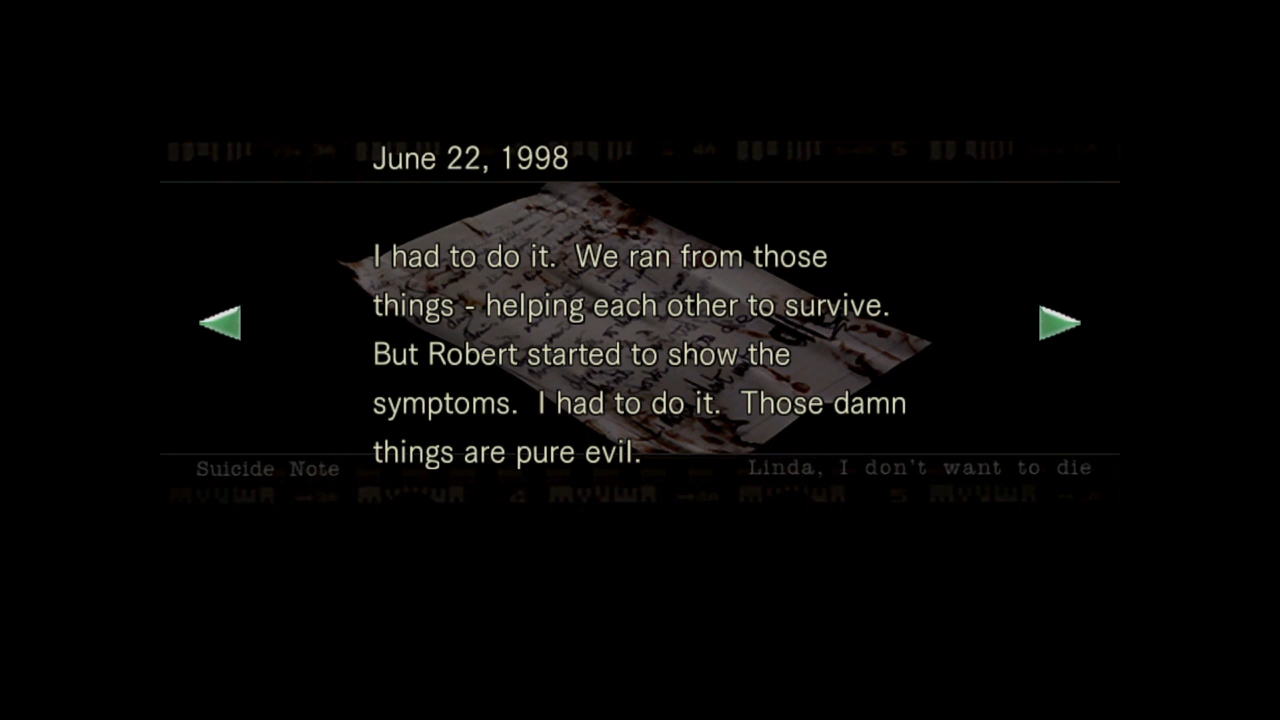 June 22, 1998
I had to do it. We ran from those
things - helping each other to survive.
But Robert started to show the
symptoms. I had to do it. Those damn
things are pure evil.
Suicide Note
Linda, I don't want to die